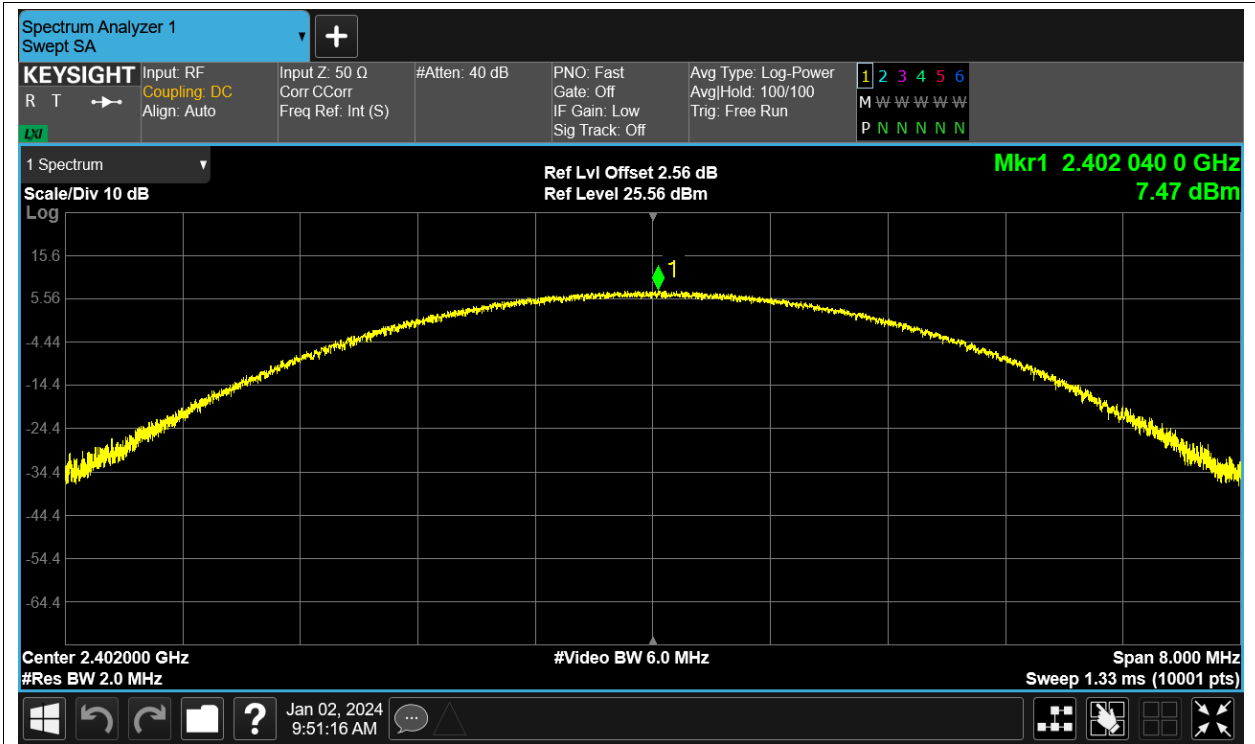 Spectrum Analyzer 1
Swept SA
KEYSIGHT
R T
LXI
Input: RF
Coupling: DC
Align: Auto
Input Z: 50 Ω
Corr CCorr
Freq Ref: Int (S)
#Atten: 40 dB
PNO: Fast
Gate: Off
IF Gain: Low
Sig Track: Off
Avg Type: Log-Power
Avg|Hold: 100/100
Trig: Free Run
1 2 3 4 5 6
M W W W W W
P N N N N N
1 Spectrum
Scale/Div 10 dB
Log
Ref Lvl Offset 2.56 dB
Ref Level 25.56 dBm
Mkr1 2.402 040 0 GHz
7.47 dBm
1
15.6
5.56
-4.44
-14.4
-24.4
-34.4
-44.4
-54.4
-64.4
Center 2.402000 GHz
#Res BW 2.0 MHz
#Video BW 6.0 MHz
Span 8.000 MHz
Sweep 1.33 ms (10001 pts)
?
Jan 02, 2024
9:51:16 AM